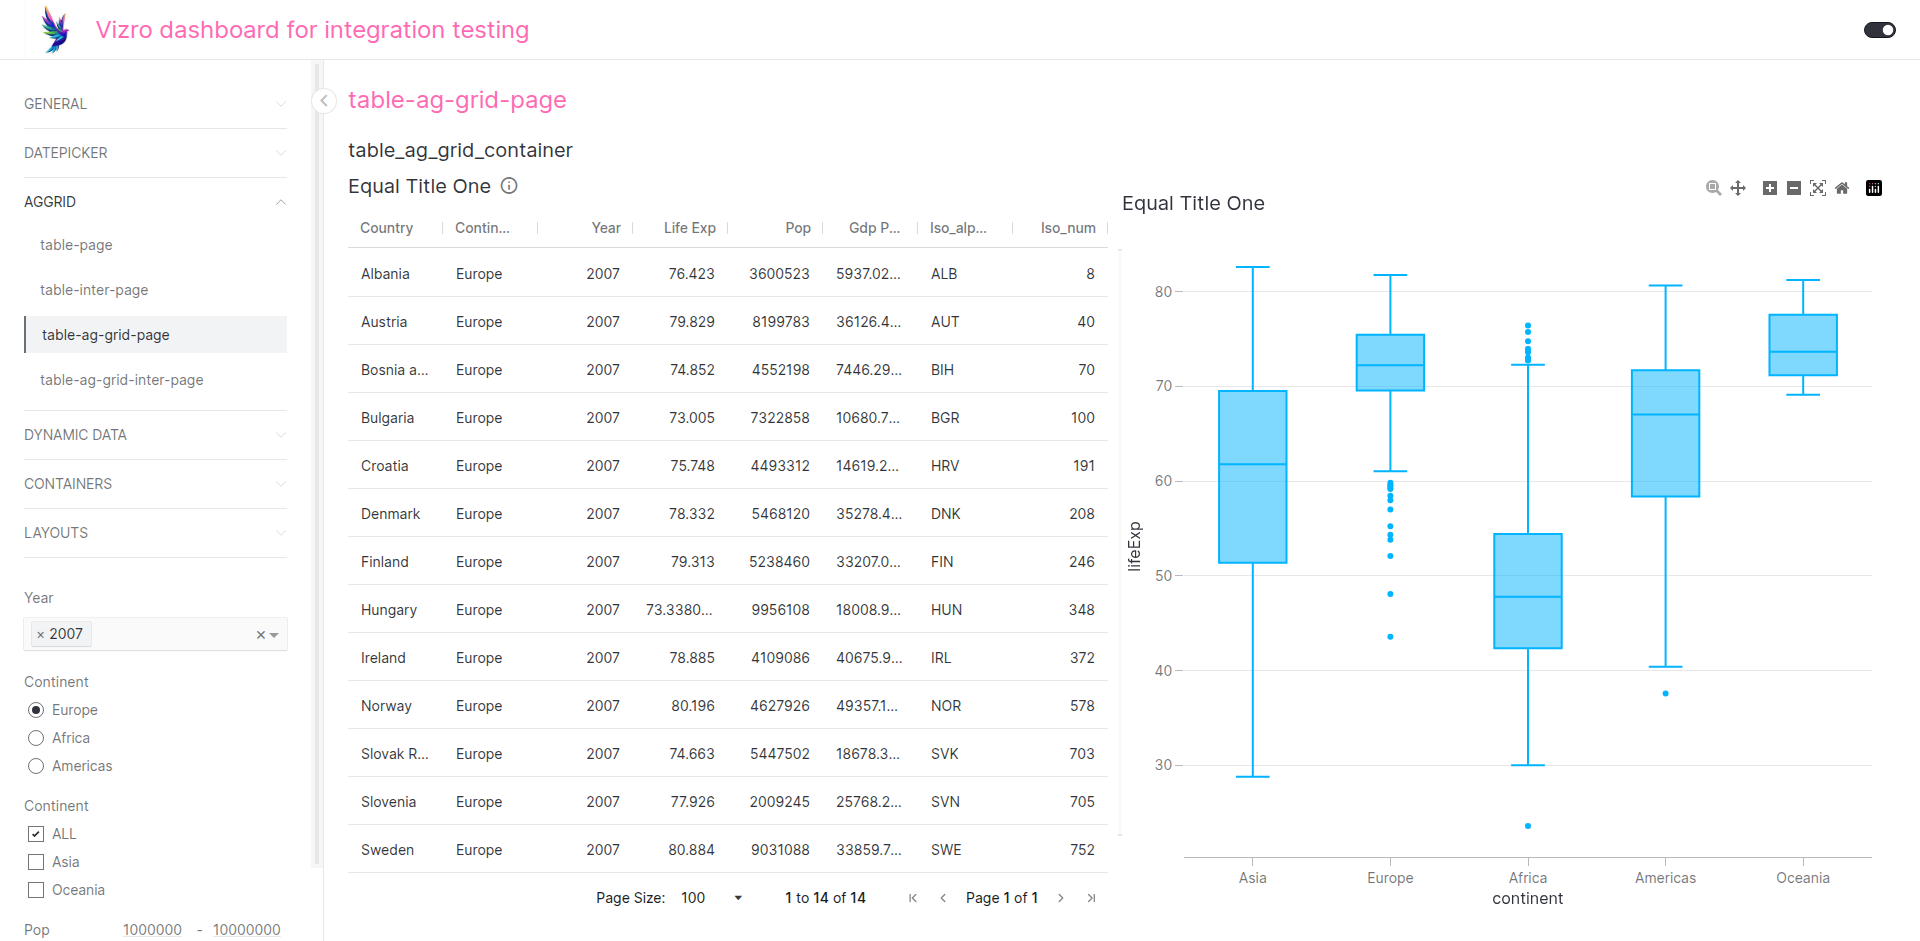 Vizro dashboard for integration testing
GENERAL
DATEPICKER
AGGRID
table-page
table-inter-page
table-ag-grid-page
table-ag-grid-inter-page
DYNAMIC DATA
CONTAINERS
LAYOUTS
Year
× 2007
Continent
Europe
Africa
Americas
Continent
ALL
Asia
Oceania
Pop 1000000 - 10000000
table-ag-grid-page
table_ag_grid_container
Equal Title One
Country Contin... Year Life Exp Pop Gdp P... Iso_alp... Iso_num
Albania Europe 2007 76.423 3600523 5937.02... ALB 8
Austria Europe 2007 79.829 8199783 36126.4... AUT 40
Bosnia a... Europe 2007 74.852 4552198 7446.29... BIH 70
Bulgaria Europe 2007 73.005 7322858 10680.7... BGR 100
Croatia Europe 2007 75.748 4493312 14619.2... HRV 191
Denmark Europe 2007 78.332 5468120 35278.4... DNK 208
Finland Europe 2007 79.313 5238460 33207.0... FIN 246
Hungary Europe 2007 73.3380... 9956108 18008.9... HUN 348
Ireland Europe 2007 78.885 4109086 40675.9... IRL 372
Norway Europe 2007 80.196 4627926 49357.1... NOR 578
Slovak R... Europe 2007 74.663 5447502 18678.3... SVK 703
Slovenia Europe 2007 77.926 2009245 25768.2... SVN 705
Sweden Europe 2007 80.884 9031088 33859.7... SWE 752
Page Size: 100 1 to 14 of 14 Page 1 of 1
Equal Title One
80
70
60
50
40
30
lifeExp
Asia Europe Africa Americas Oceania
continent